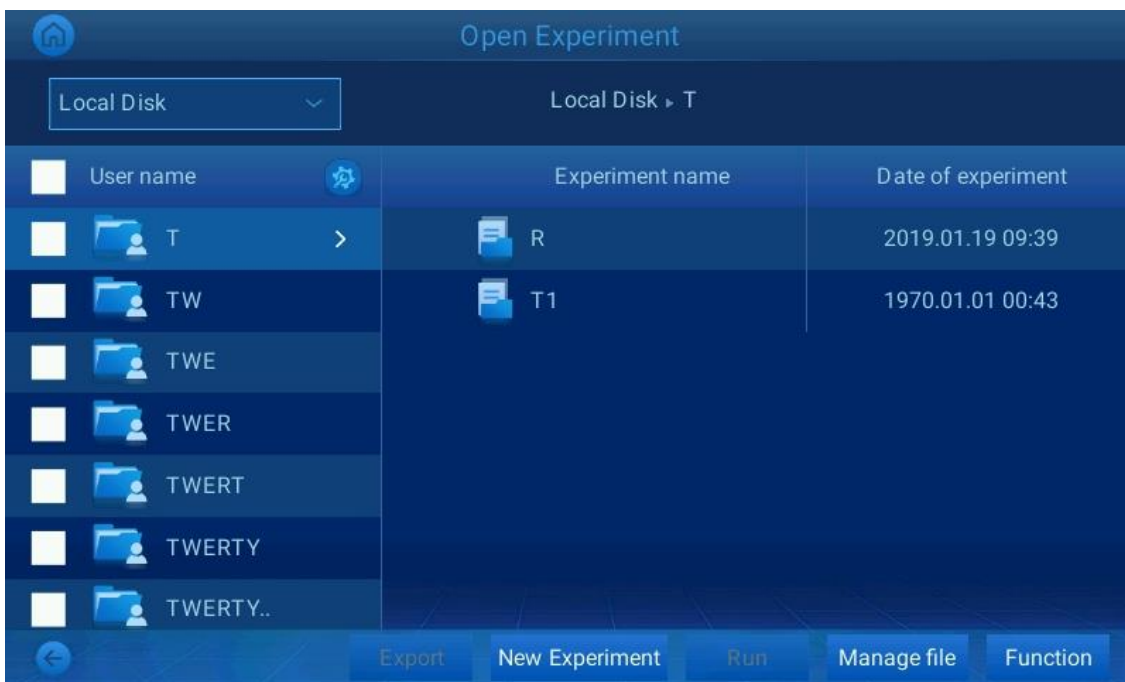 Open Experiment
Local Disk
Local Disk ▸ T
User name
Experiment name
Date of experiment
T
R
2019.01.19 09:39
TW
T1
1970.01.01 00:43
TWE
TWER
TWERT
TWERTY
TWERTY..
Export
New Experiment
Run
Manage file
Function